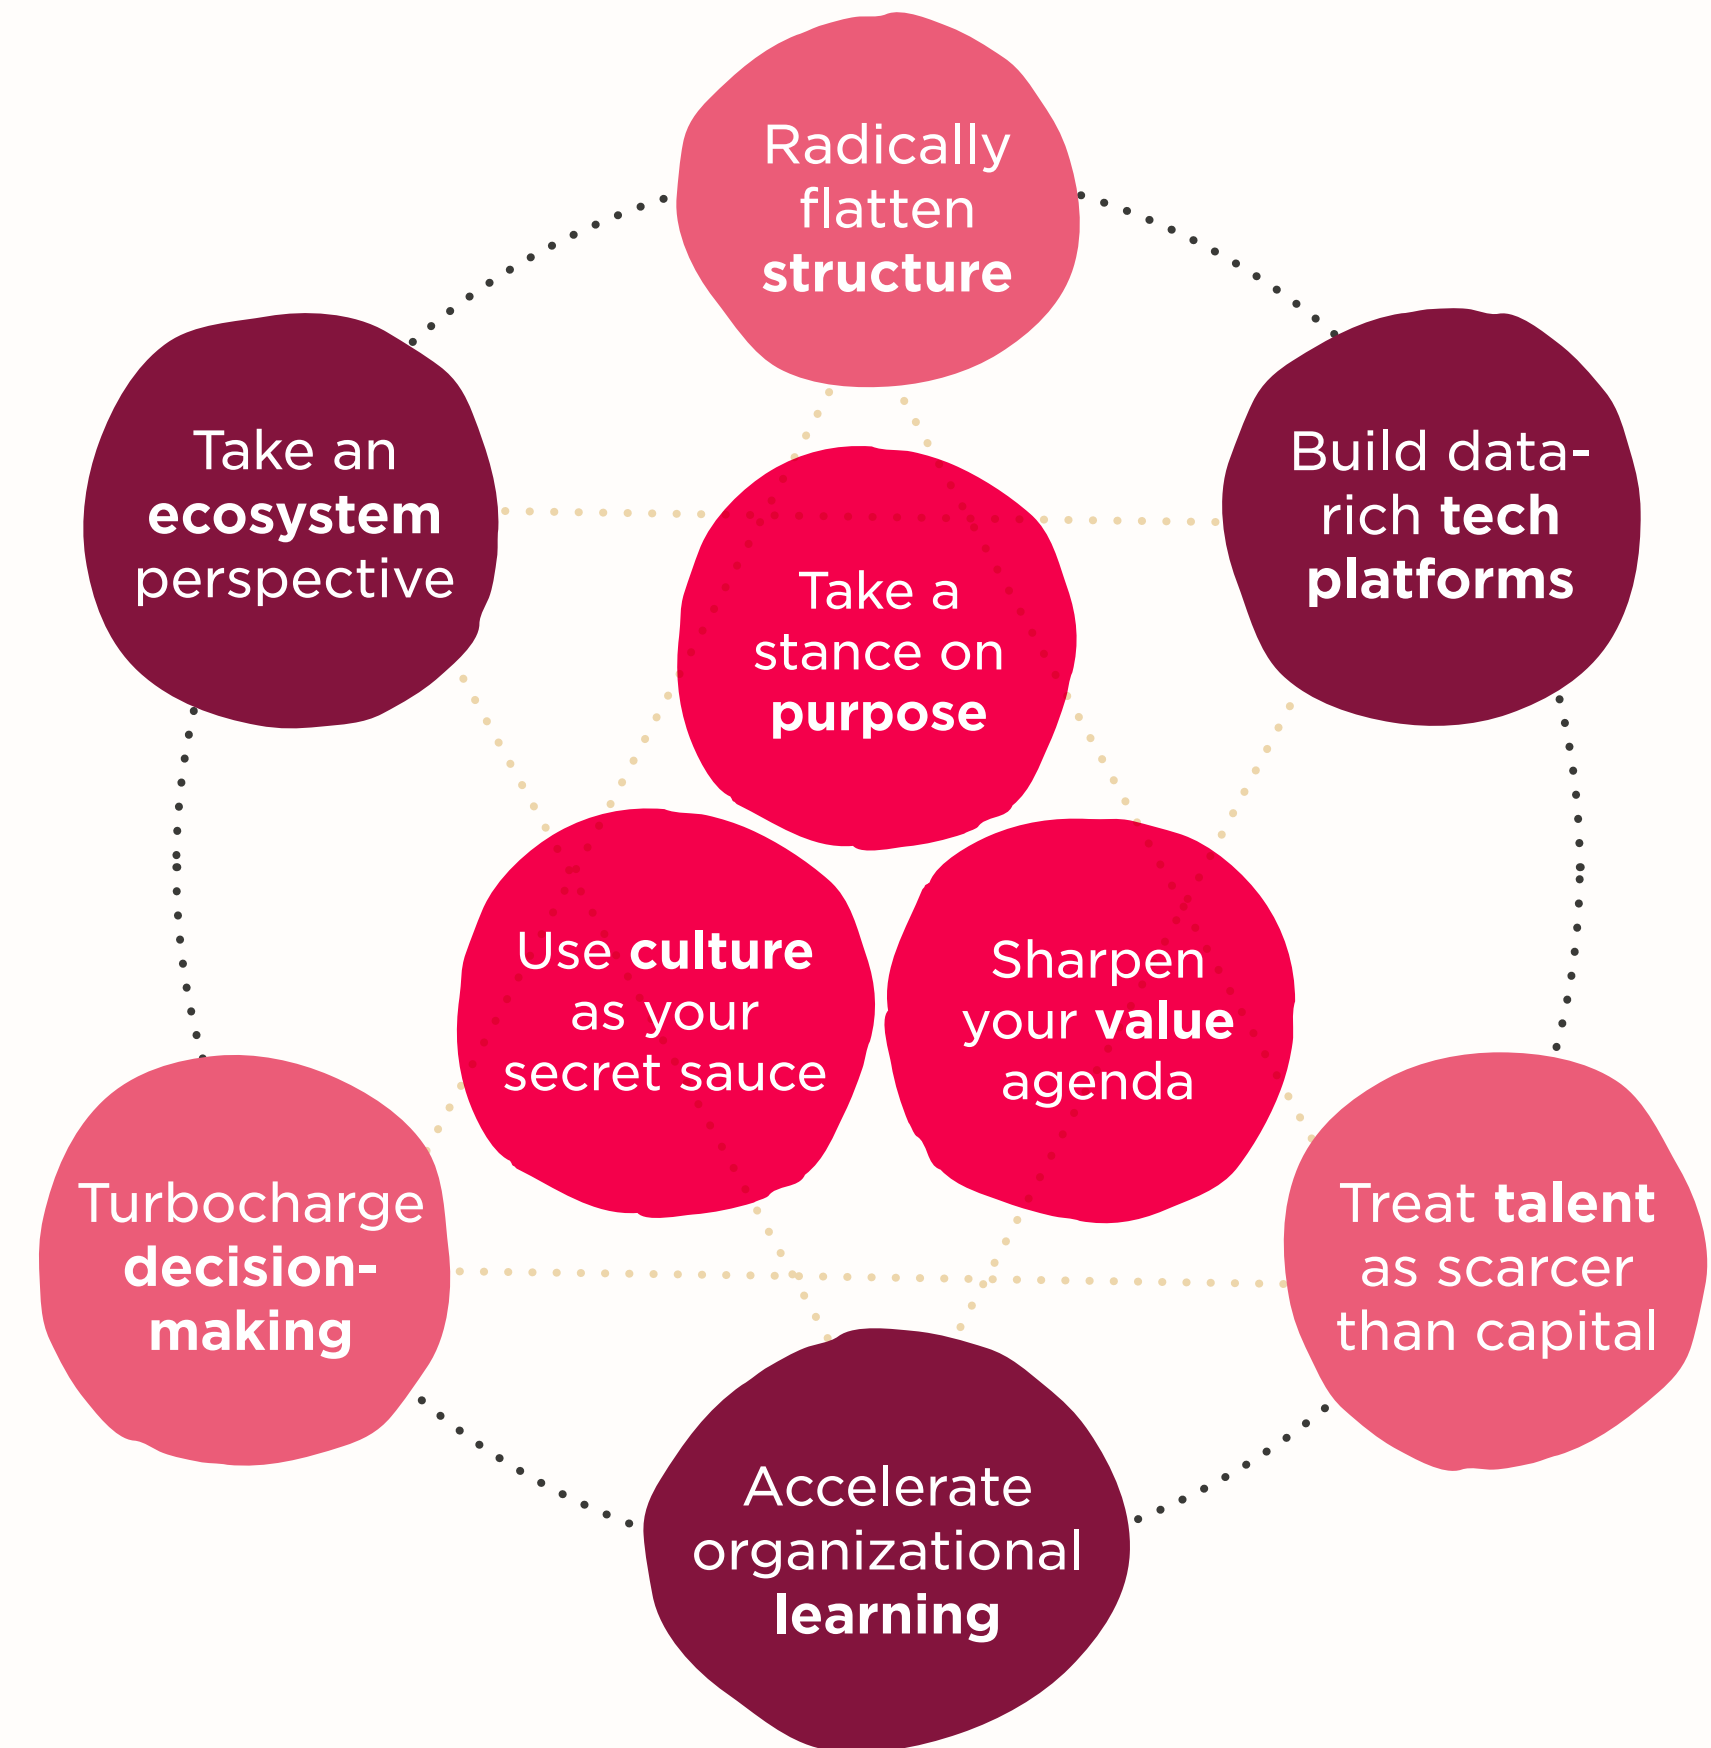 Radically
flatten
structure
Take an
ecosystem
perspective
Build data-
rich tech
platforms
Take a
stance on
purpose
Use culture
as your
secret sauce
Sharpen
your value
agenda
Turbocharge
decision-
making
Treat talent
as scarcer
than capital
Accelerate
organizational
learning